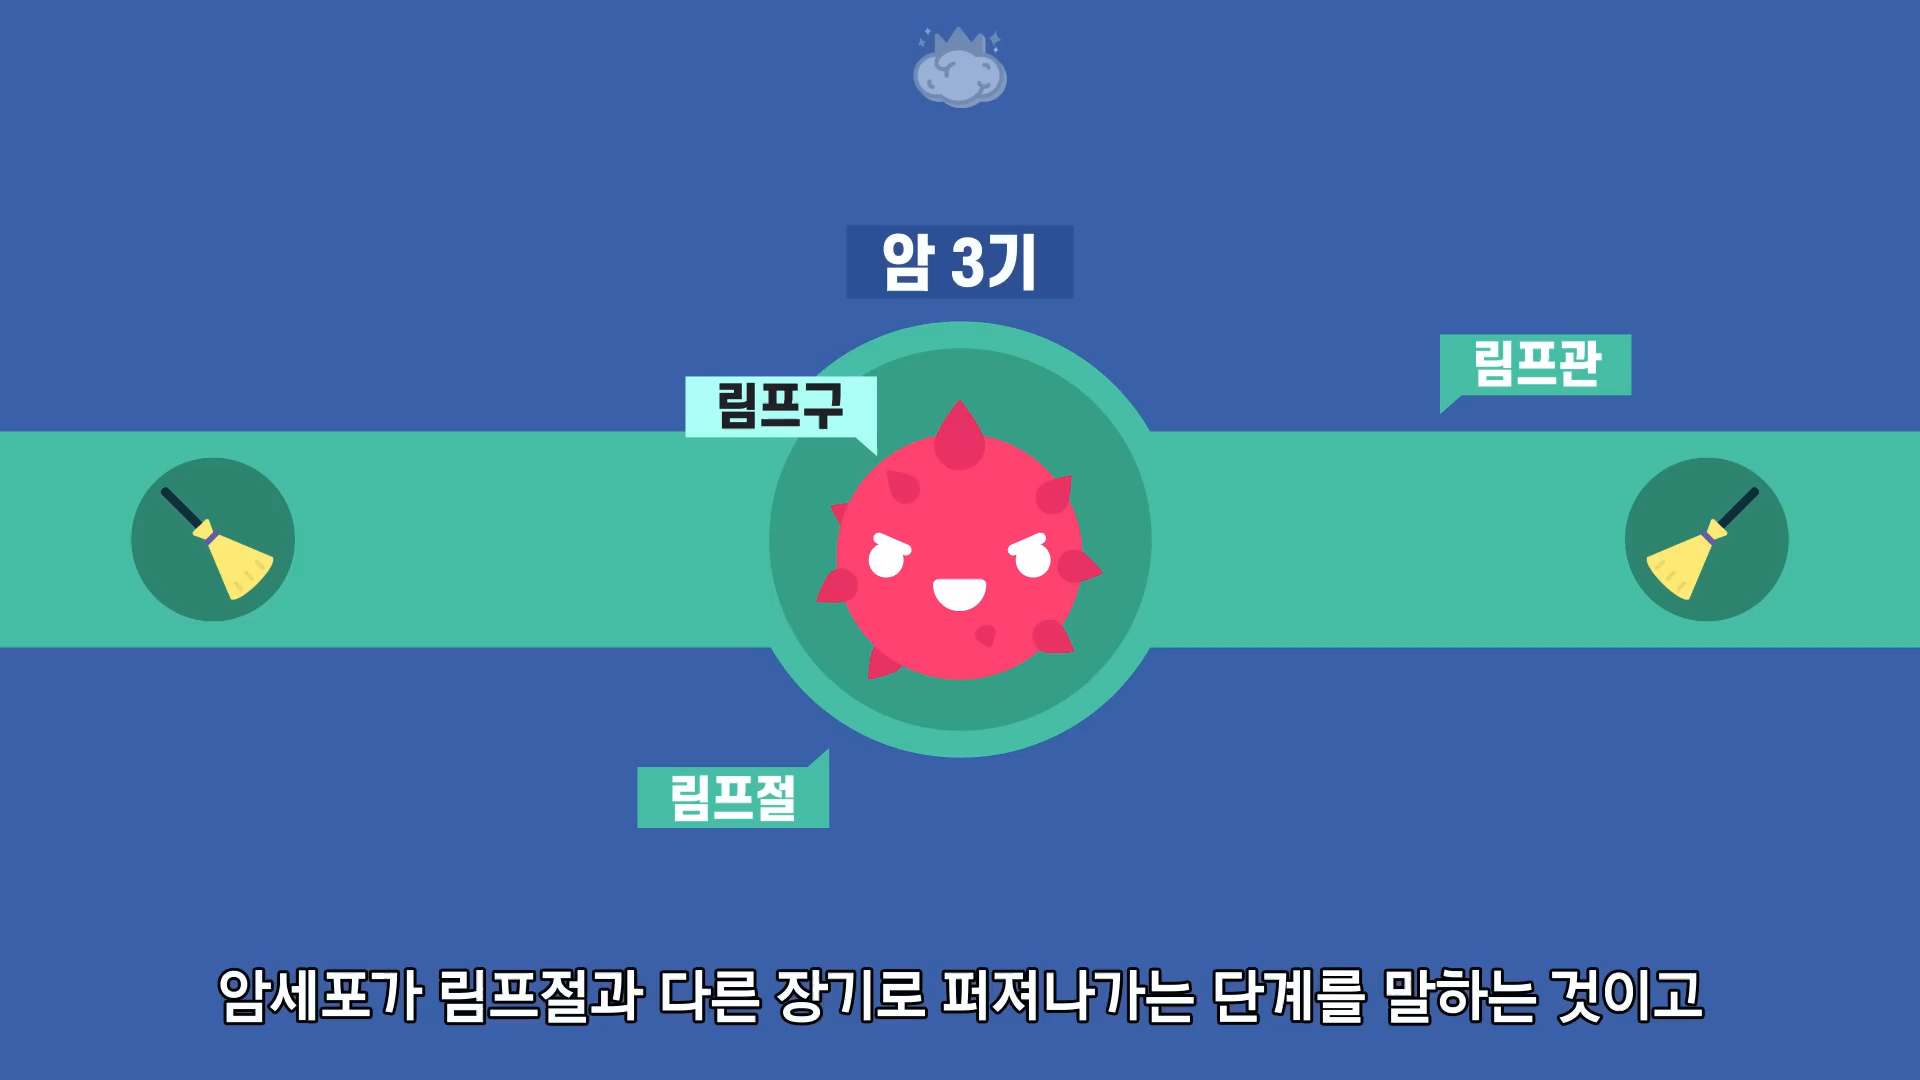 암 3기
림프관
림프구
림프절
암세포가 림프절과 다른 장기로 퍼져나가는 단계를 말하는 것이고